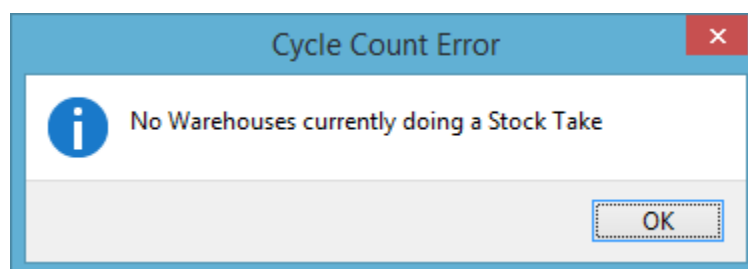 Cycle Count Error
No Warehouses currently doing a Stock Take
OK